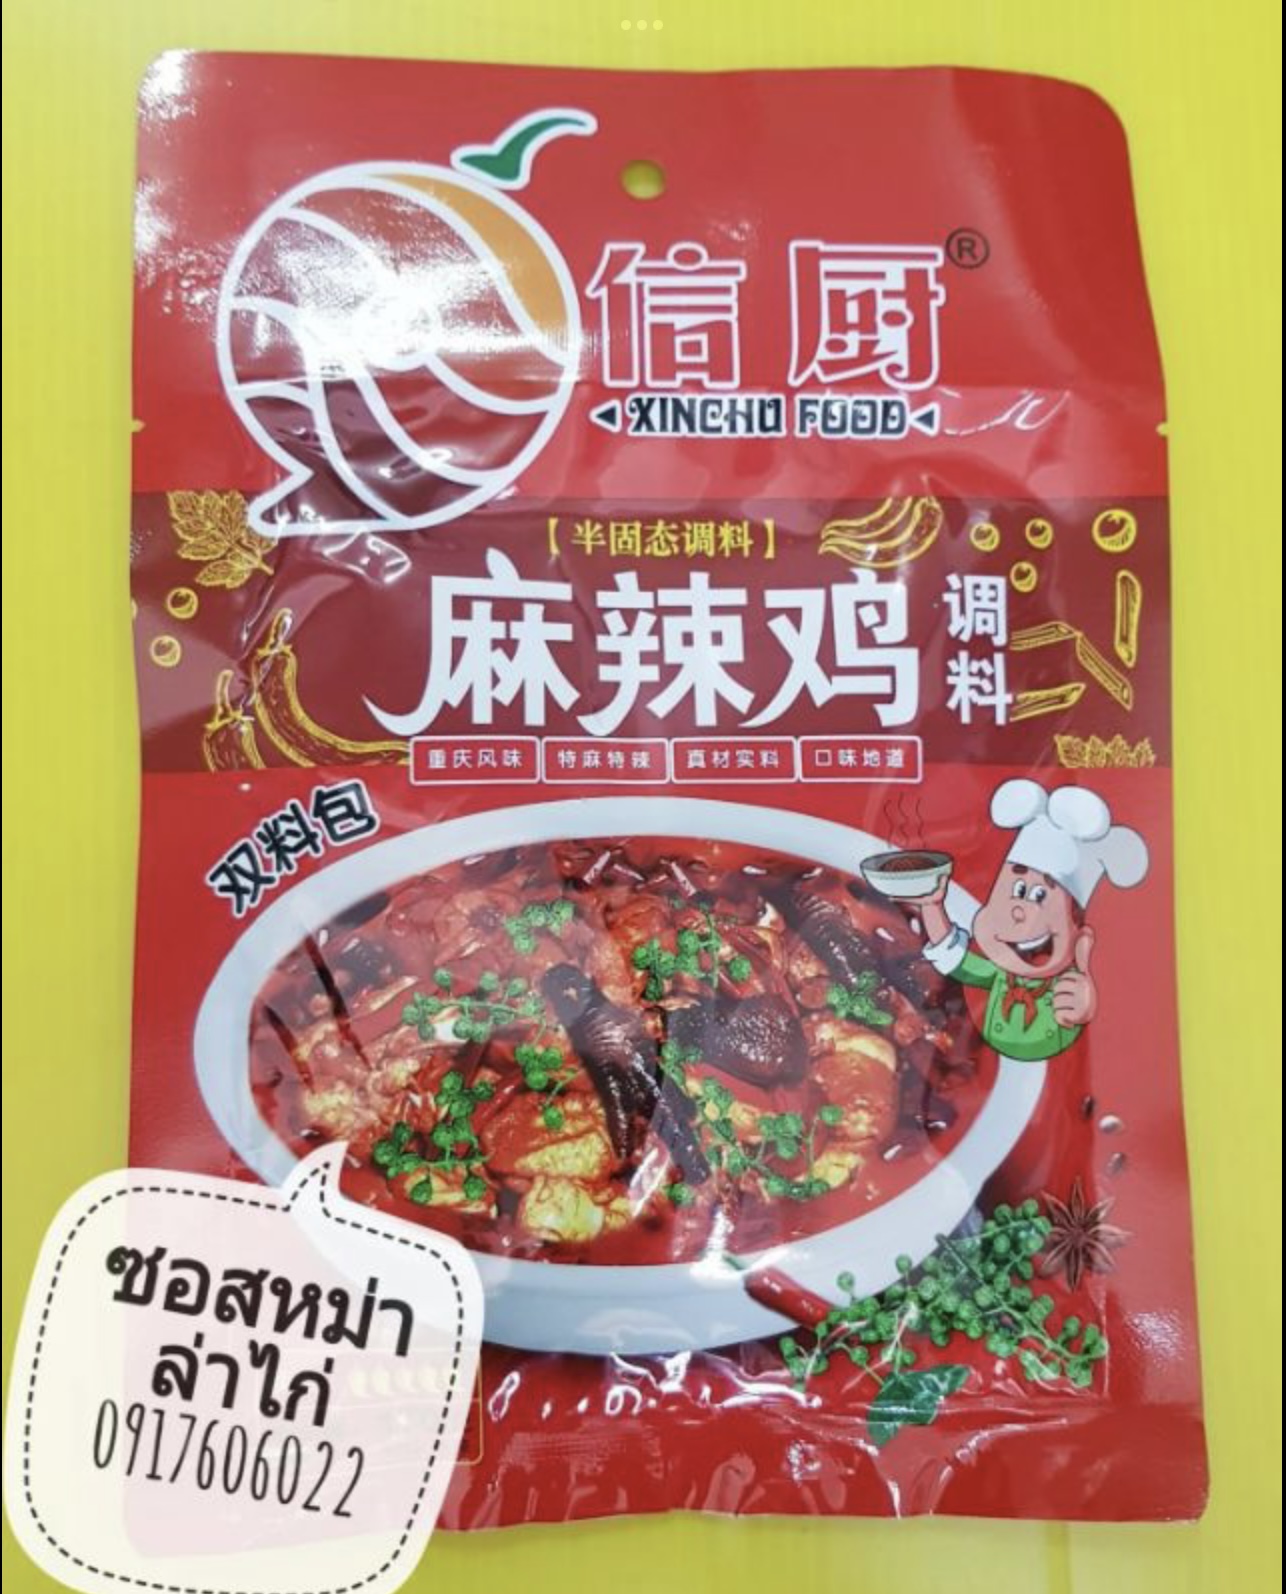 信厨®
XINCHU FOOD
【半固态调料】
麻辣鸡
调料
重庆风味 特麻特辣 真材实料 口味地道
双料包
ซอสหม่า
ล่าไก่
0917606022